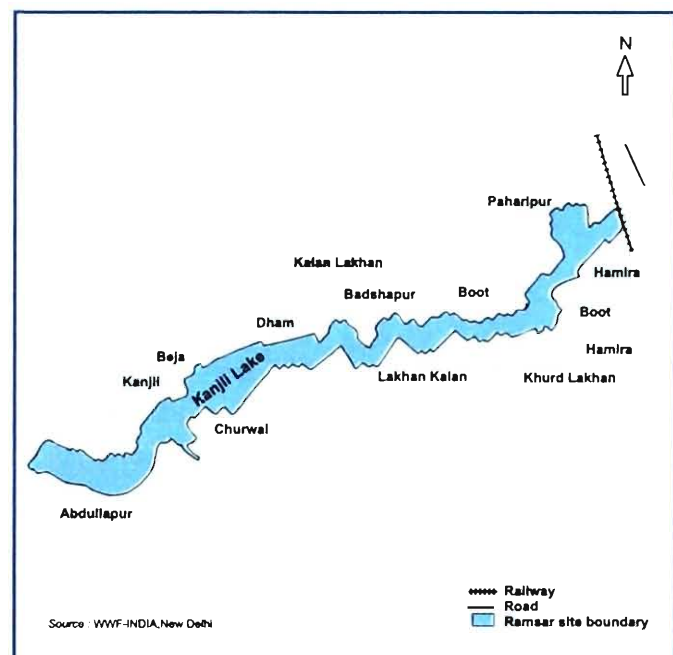 N
Paharipur
Hamira
Kalan Lakhan
Badshapur
Boot
Boot
Dham
Hamira
Beja
Kanjli
Kanjli Lake
Lakhan Kalan
Khurd Lakhan
Churwal
Abdullapur
Railway
Road
Ramsar site boundary
Source : WWF-INDIA, New Delhi